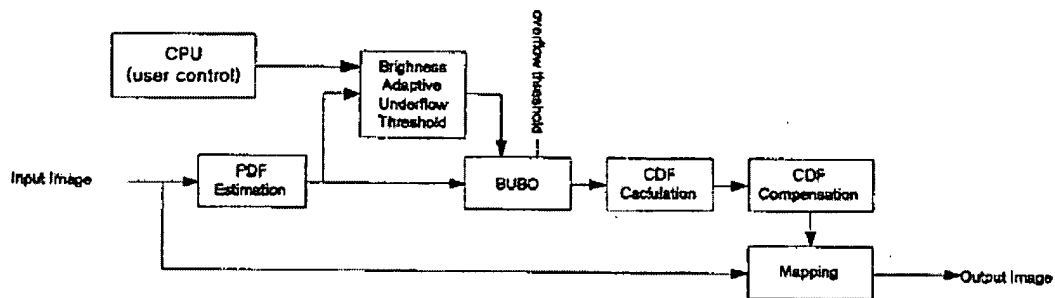 CPU
(user control)
Brighness
Adaptive
Underflow
Threshold
overflow threshold
Input Image
PDF
Estimation
BUBO
CDF
Caclulation
CDF
Compensation
Mapping
Output Image